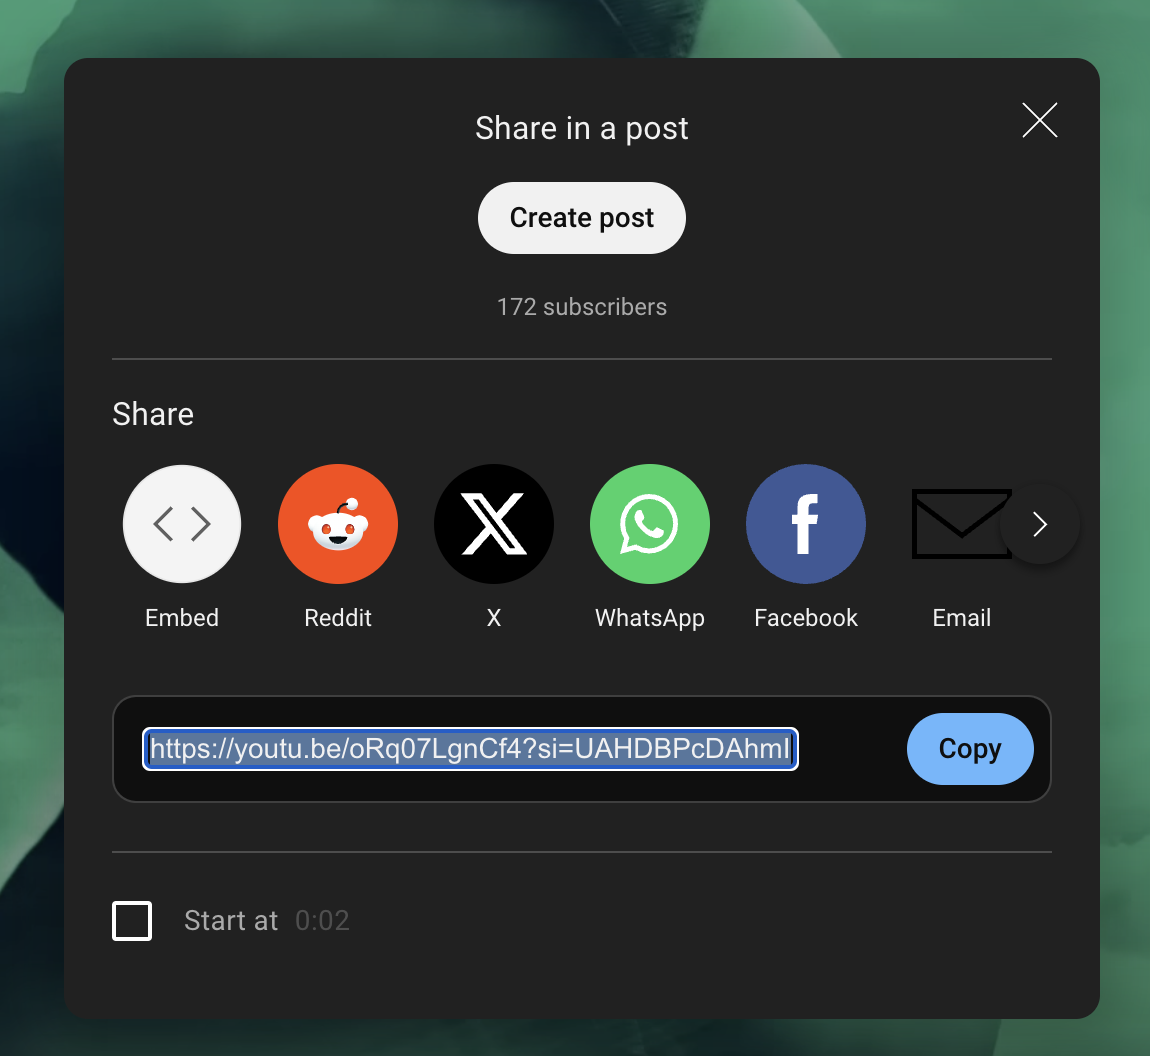 Share in a post
Create post
172 subscribers
Share
Embed
Reddit
X
WhatsApp
Facebook
Email
https://youtu.be/oRq07LgnCf4?si=UAHDBPcDAhmI
Copy
Start at 0:02